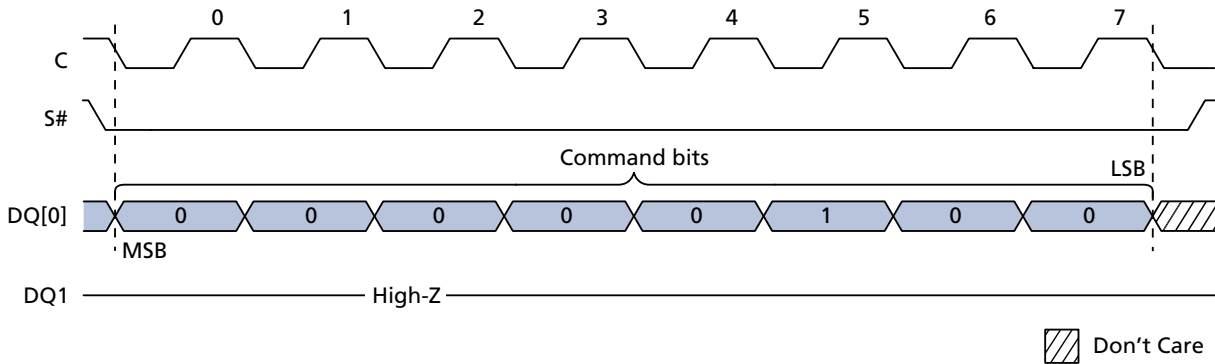 0 1 2 3 4 5 6 7
C
S#
Command bits
LSB
DQ[0] 0 0 0 0 0 1 0 0
MSB
DQ1 High-Z
Don't Care